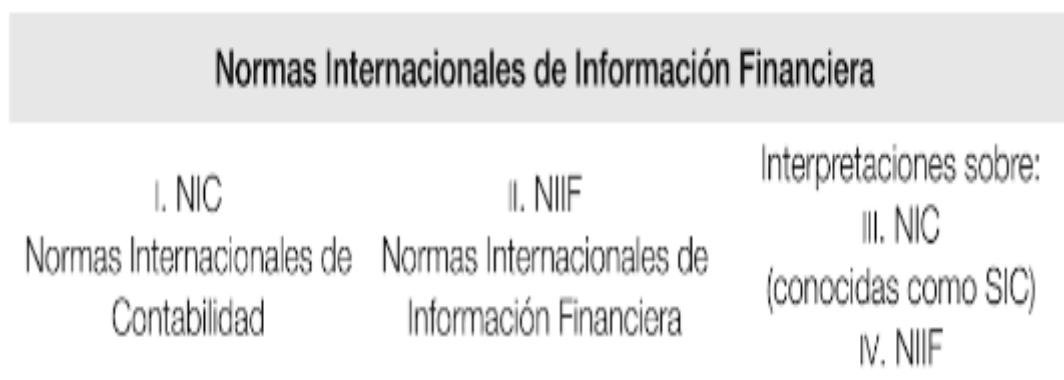 Normas Internacionales de Información Financiera
I. NIC
Normas Internacionales de
Contabilidad
II. NIIF
Normas Internacionales de
Información Financiera
Interpretaciones sobre:
III. NIC
(conocidas como SIC)
IV. NIIF